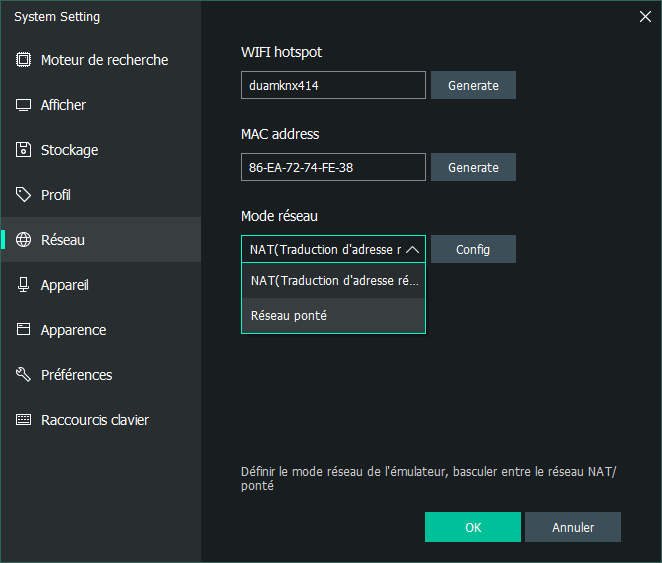 System Setting
Moteur de recherche
Afficher
Stockage
Profil
Réseau
Appareil
Apparence
Préférences
Raccourcis clavier
WIFI hotspot
duamknx414
Generate
MAC address
86-EA-72-74-FE-38
Generate
Mode réseau
NAT(Traduction d'adresse r
Config
NAT(Traduction d'adresse ré...
Réseau ponté
Définir le mode réseau de l'émulateur, basculer entre le réseau NAT/
ponté
OK
Annuler